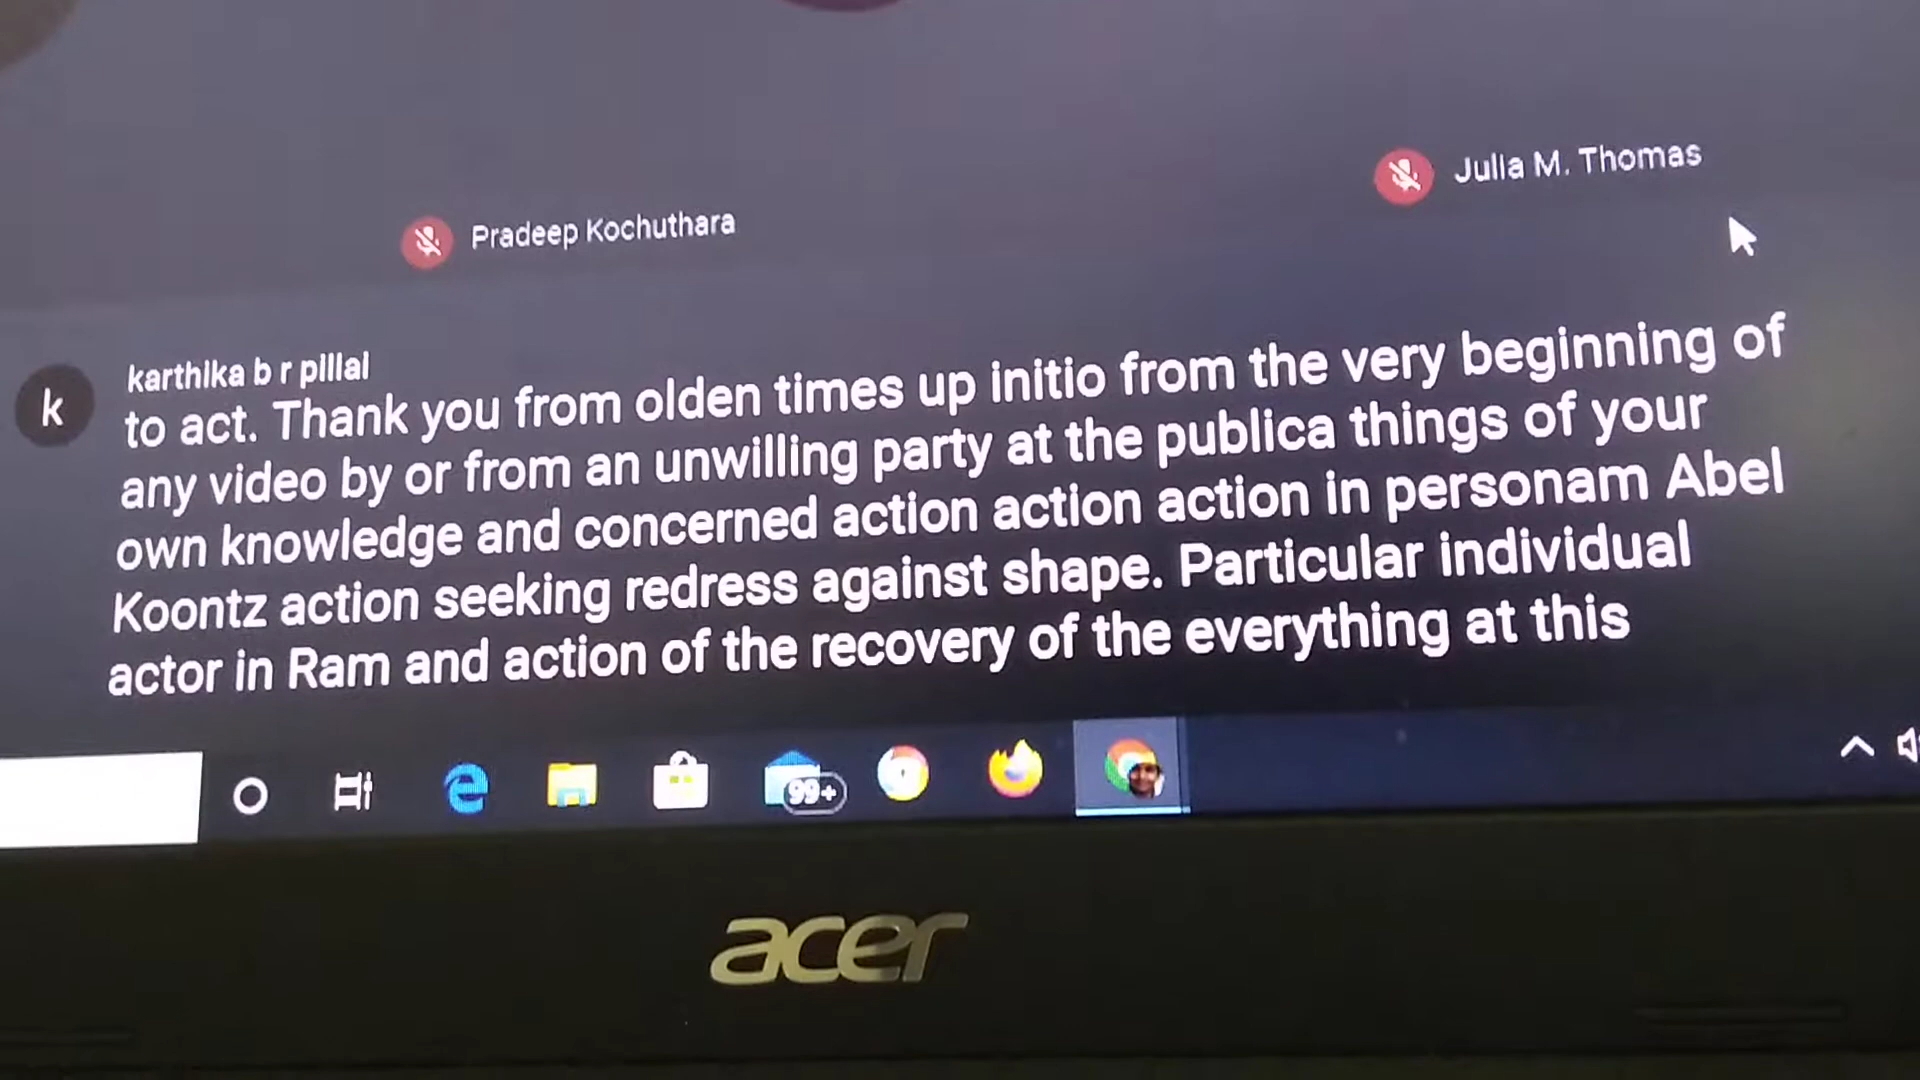 Julia M. Thomas
Pradeep Kochuthara
karthika b r pillai
k
to act. Thank you from olden times up initio from the very beginning of
any video by or from an unwilling party at the publica things of your
own knowledge and concerned action action action in personam Abel
Koontz action seeking redress against shape. Particular individual
actor in Ram and action of the recovery of the everything at this
99+
acer